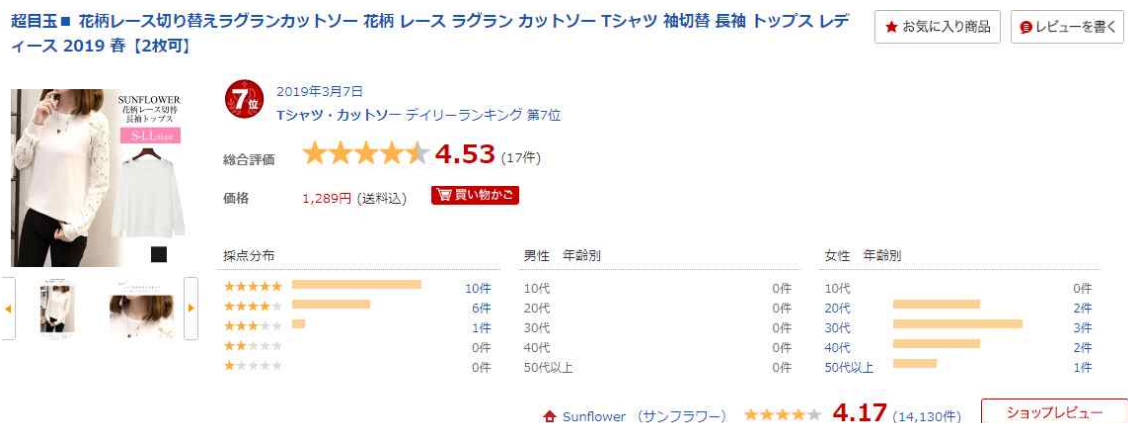 超目玉■ 花柄レース切り替えラグランカットソー 花柄 レース ラグラン カットソー Tシャツ 袖切替 長袖 トップス レデ
ィース 2019 春【2枚可】
お気に入り商品
レビューを書く
SUNFLOWER
花柄レース切替
長袖トップス
S-LLsize
7位
2019年3月7日
Tシャツ・カットソー デイリーランキング 第7位
総合評価 4.53 (17件)
価格 1,289円 (送料込) 買い物かご
採点分布
10件
6件
1件
0件
0件
男性 年齢別
10代 0件
20代 0件
30代 0件
40代 0件
50代以上 0件
女性 年齢別
10代 0件
20代 2件
30代 3件
40代 2件
50代以上 1件
Sunflower (サンフラワー) 4.17 (14,130件)
ショップレビュー